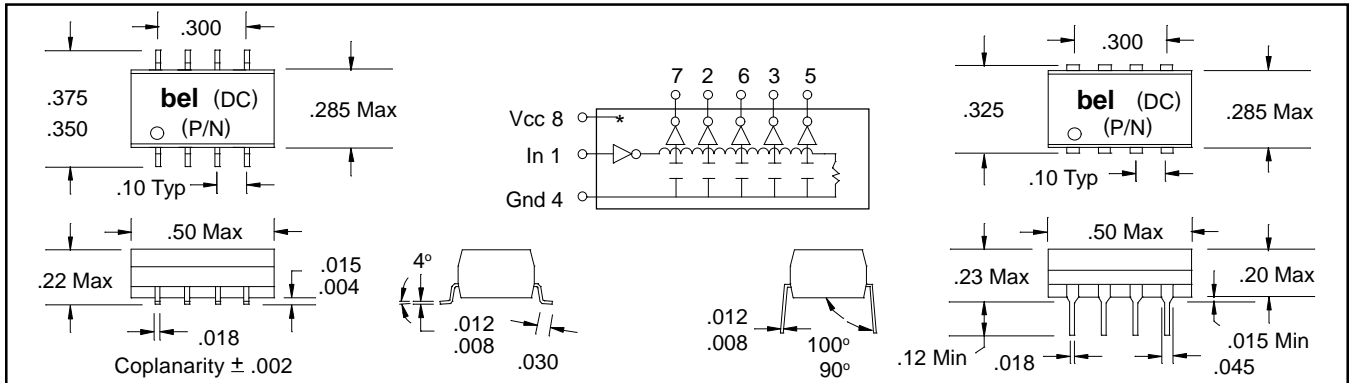 .300
bel (DC)
(P/N)
.375
.350
.285 Max
.10 Typ
.50 Max
.22 Max
.015
.004
.018
Coplanarity ± .002
7 2 6 3 5
Vcc 8
*
In 1
Gnd 4
4°
.012
.008
.030
.012
.008
100°
90°
.300
bel (DC)
(P/N)
.325
.285 Max
.10 Typ
.50 Max
.23 Max
.20 Max
.12 Min
.018
.015 Min
.045